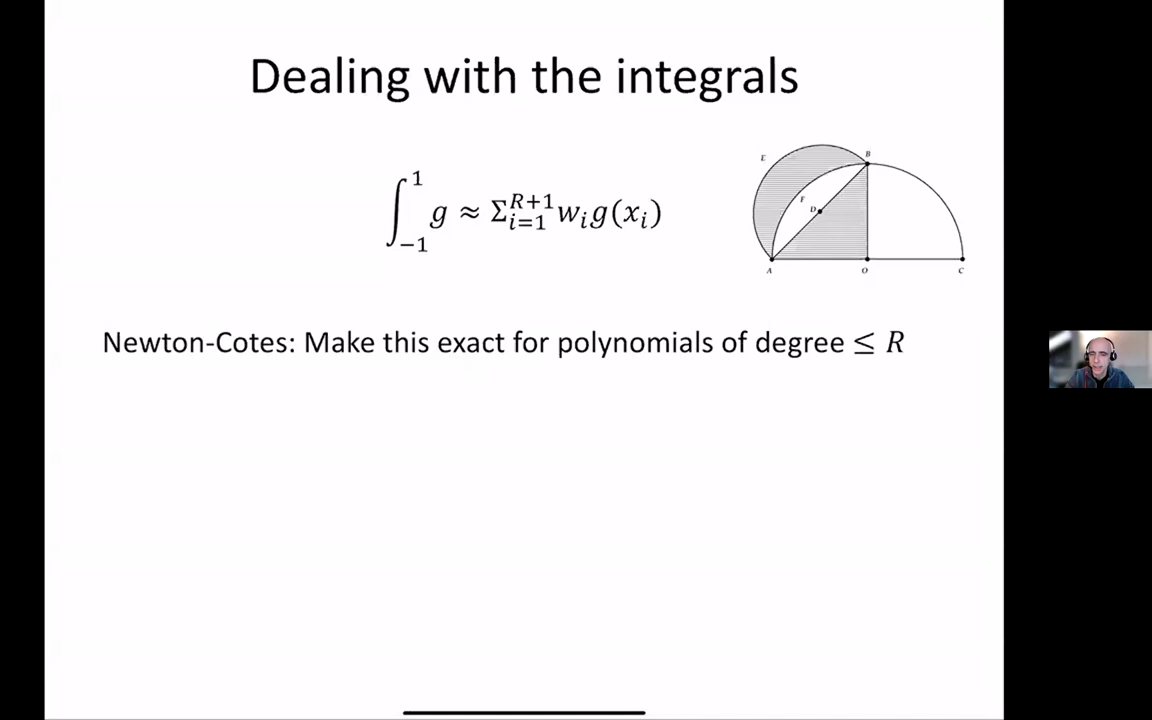 Dealing with the integrals
∫_{-1}^{1} g ≈ Σ_{i=1}^{R+1} w_i g(x_i)
E
B
F
D
A
O
C
Newton-Cotes: Make this exact for polynomials of degree ≤ R